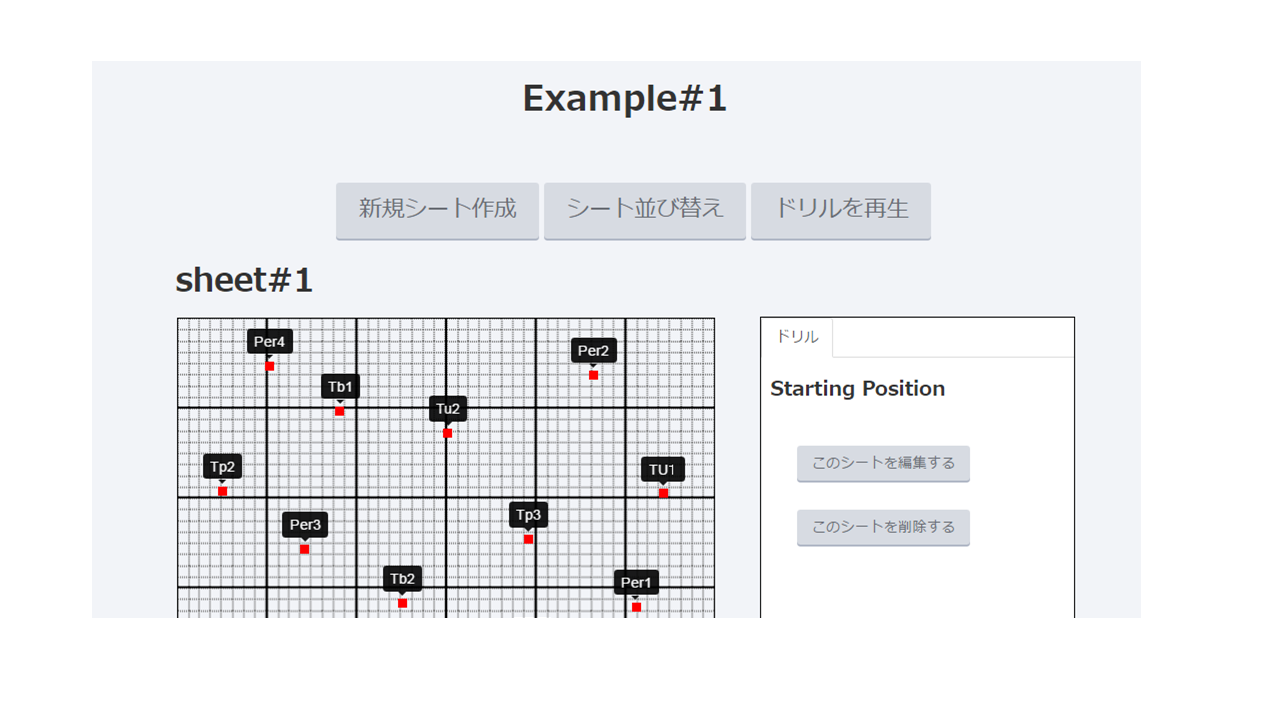 Example#1
新規シート作成 シート並び替え ドリルを再生
sheet#1
Per4
Per2
Tb1
Tu2
Tp2
TU1
Per3
Tp3
Tb2
Per1
ドリル
Starting Position
このシートを編集する
このシートを削除する